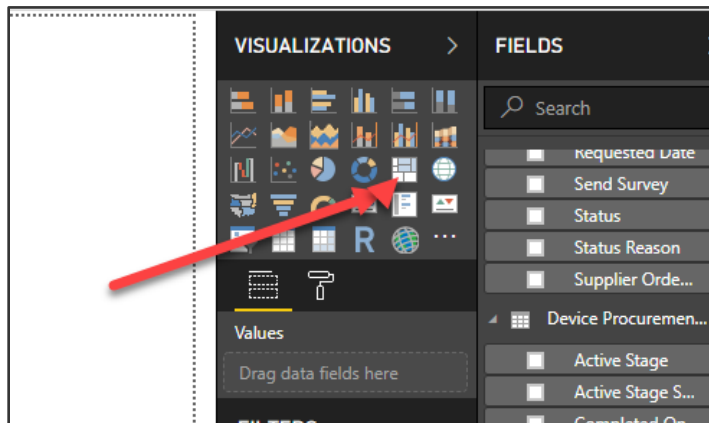 VISUALIZATIONS >
FIELDS
Search
Requested Date
Send Survey
Status
Status Reason
Supplier Orde...
Device Procuremen...
Active Stage
Active Stage S...
Completed On
Values
Drag data fields here
FILTERS
R
...